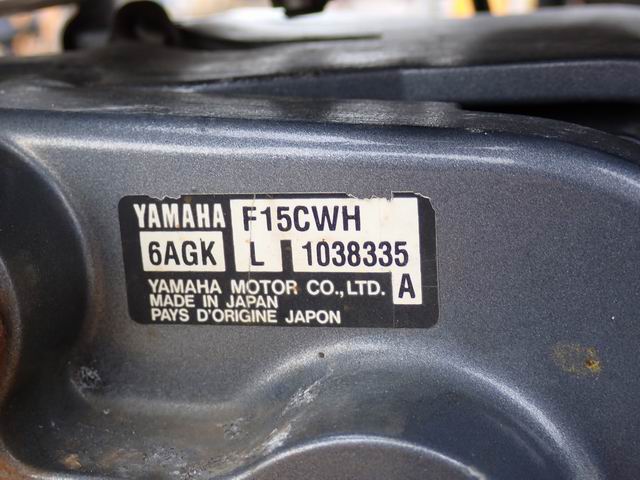 YAMAHA F15CWH
6AGK L 1038335
YAMAHA MOTOR CO.,LTD. A
MADE IN JAPAN
PAYS D'ORIGINE JAPON